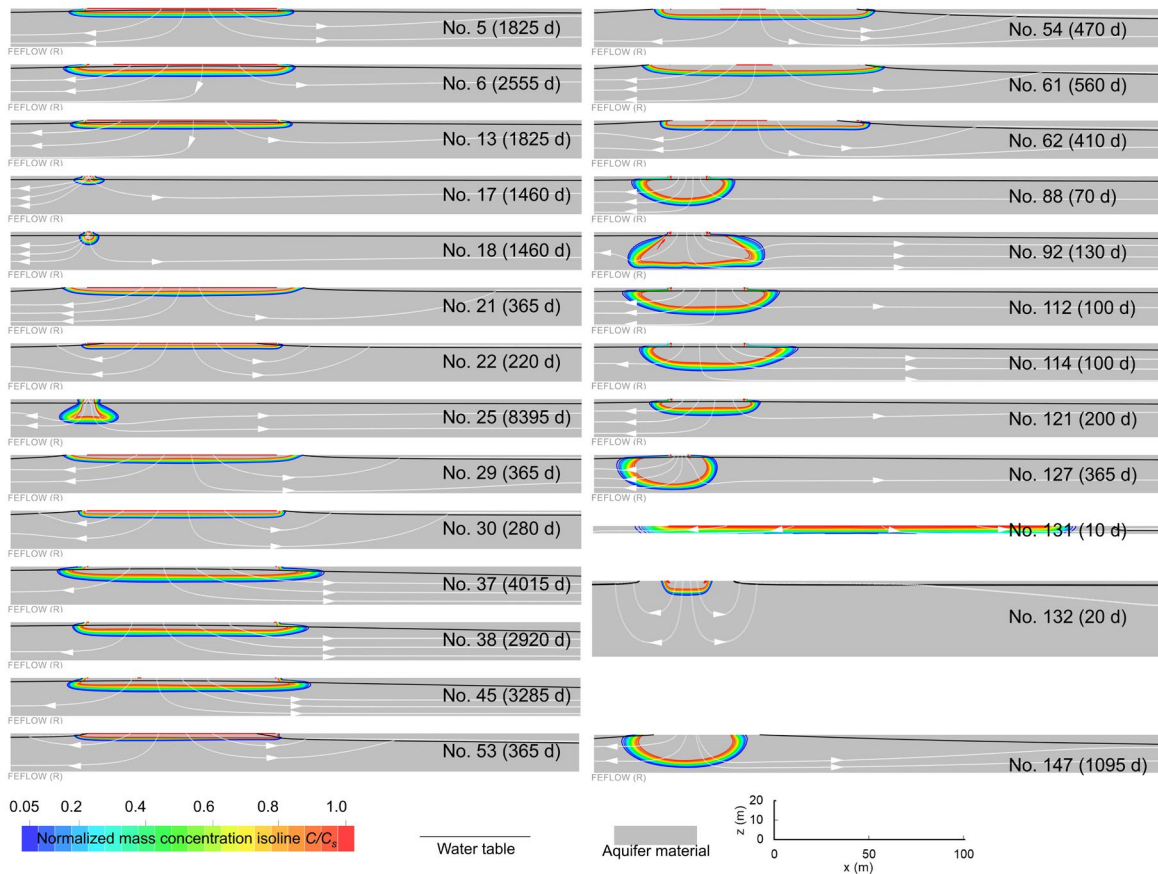 No. 5 (1825 d)
FEFLOW (R)
No. 6 (2555 d)
FEFLOW (R)
No. 13 (1825 d)
FEFLOW (R)
No. 17 (1460 d)
FEFLOW (R)
No. 18 (1460 d)
FEFLOW (R)
No. 21 (365 d)
FEFLOW (R)
No. 22 (220 d)
FEFLOW (R)
No. 25 (8395 d)
FEFLOW (R)
No. 29 (365 d)
FEFLOW (R)
No. 30 (280 d)
FEFLOW (R)
No. 37 (4015 d)
FEFLOW (R)
No. 38 (2920 d)
FEFLOW (R)
No. 45 (3285 d)
FEFLOW (R)
No. 53 (365 d)
FEFLOW (R)
No. 54 (470 d)
FEFLOW (R)
No. 61 (560 d)
FEFLOW (R)
No. 62 (410 d)
FEFLOW (R)
No. 88 (70 d)
FEFLOW (R)
No. 92 (130 d)
FEFLOW (R)
No. 112 (100 d)
FEFLOW (R)
No. 114 (100 d)
FEFLOW (R)
No. 121 (200 d)
FEFLOW (R)
No. 127 (365 d)
FEFLOW (R)
No. 131 (10 d)
No. 132 (20 d)
No. 147 (1095 d)
FEFLOW (R)
0.05 0.2 0.4 0.6 0.8 1.0
Normalized mass concentration isoline C/Cs
Water table
Aquifer material
z (m)
20
10
0
0 50 100
x (m)